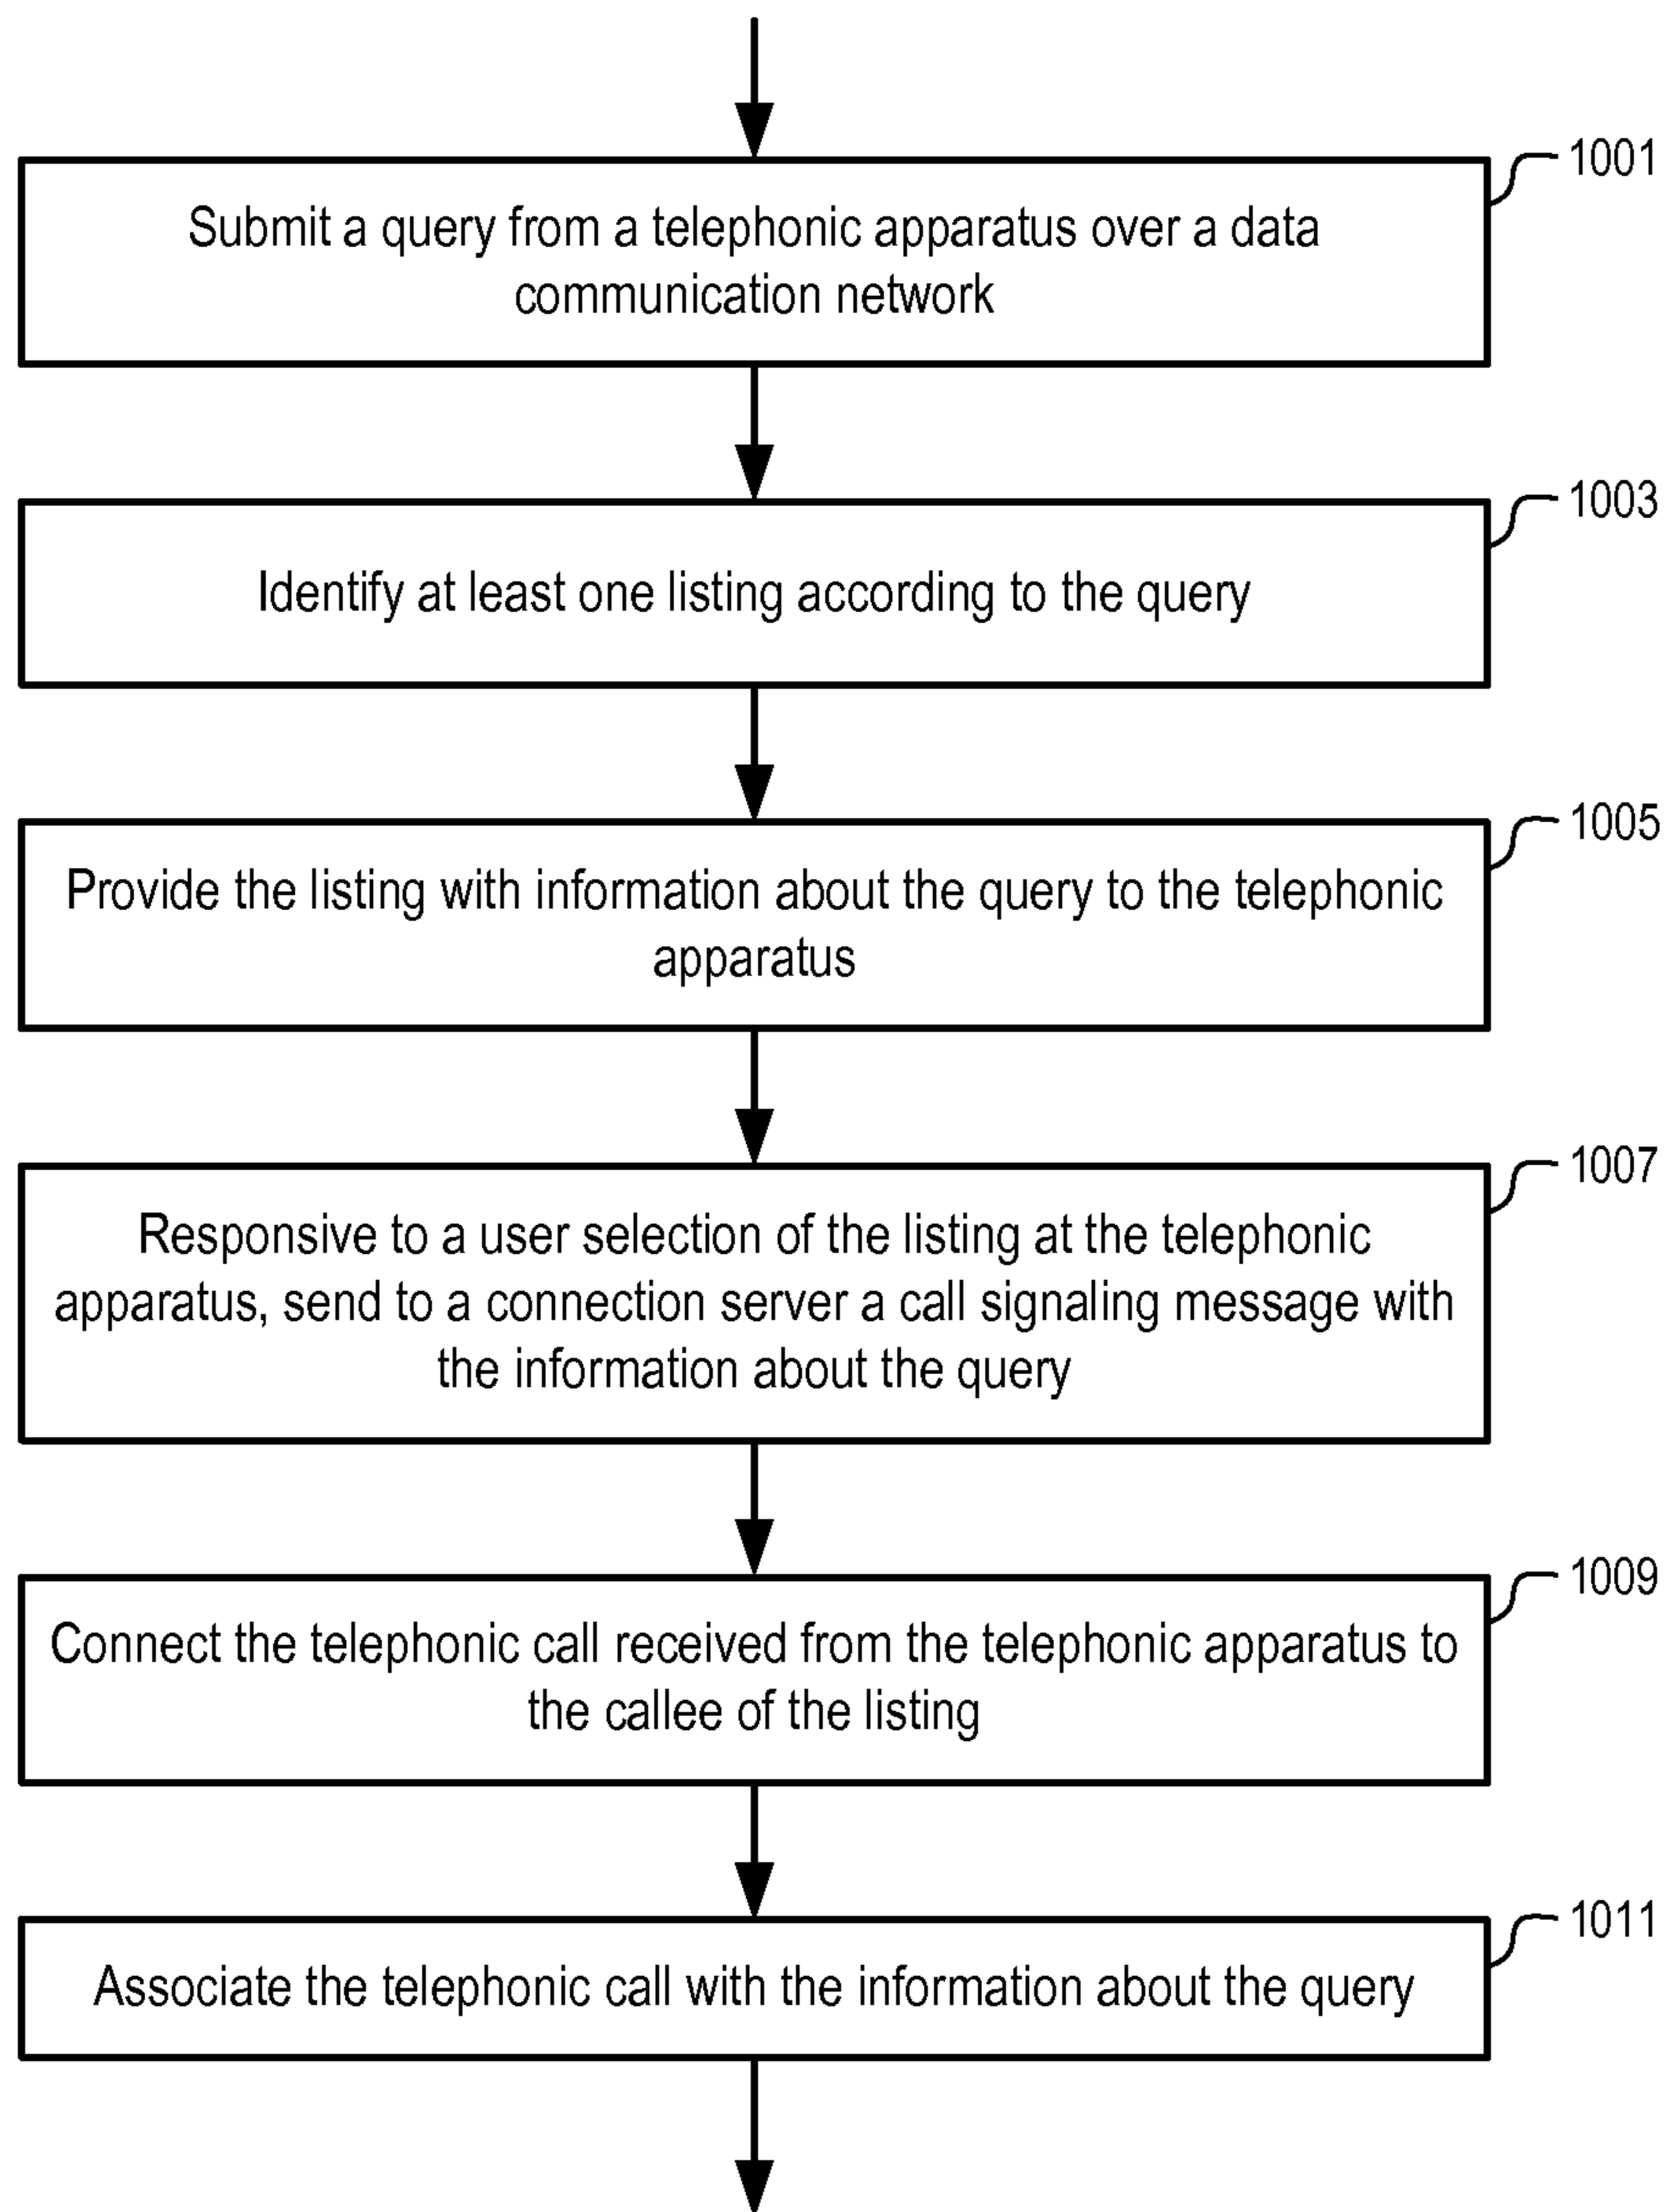 1001
Submit a query from a telephonic apparatus over a data
communication network
1003
Identify at least one listing according to the query
1005
Provide the listing with information about the query to the telephonic
apparatus
1007
Responsive to a user selection of the listing at the telephonic
apparatus, send to a connection server a call signaling message with
the information about the query
1009
Connect the telephonic call received from the telephonic apparatus to
the callee of the listing
1011
Associate the telephonic call with the information about the query